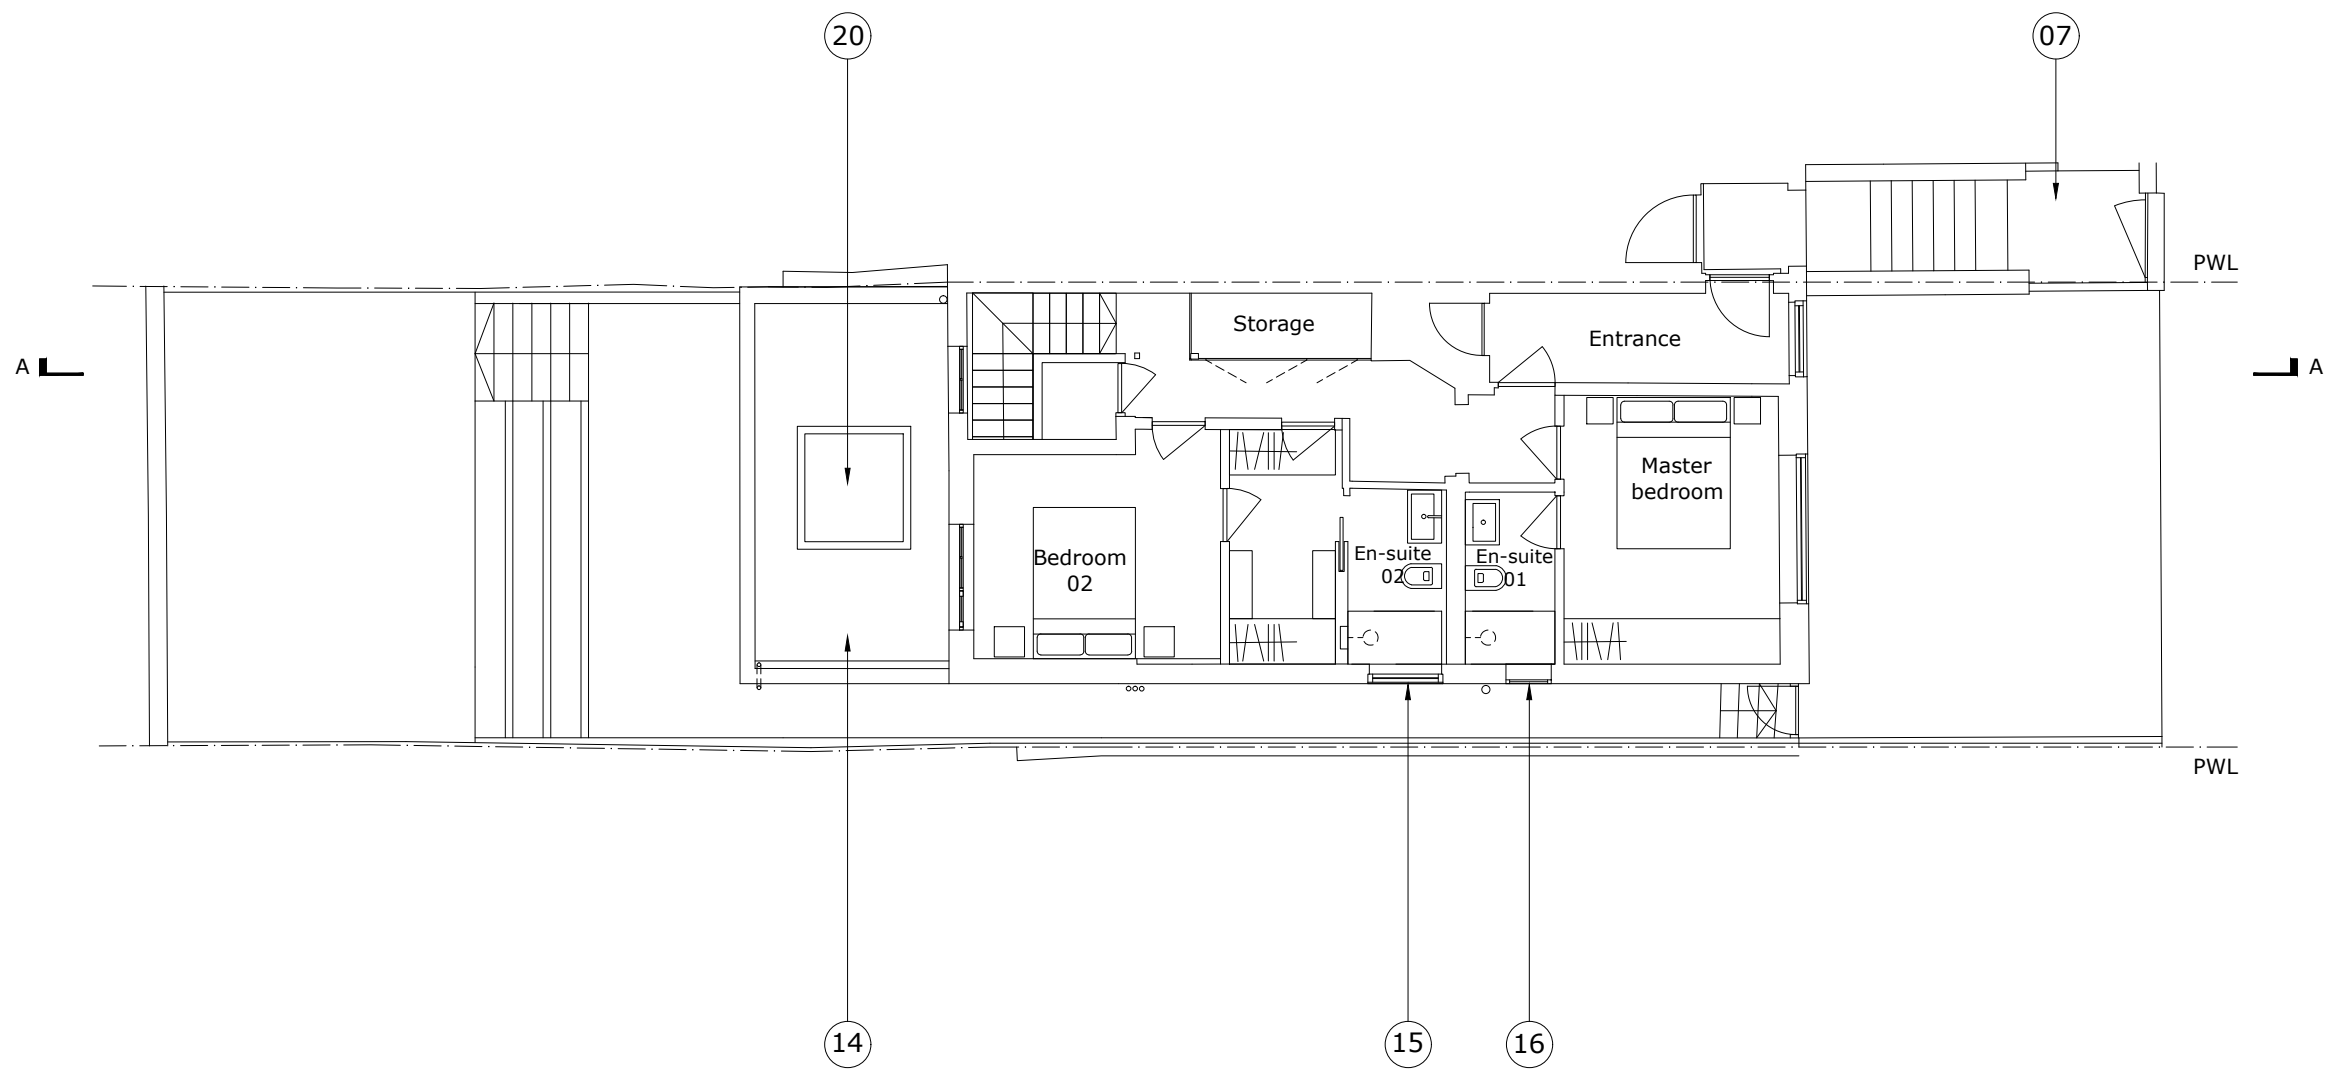 20
07
PWL
Storage
Entrance
A
A
Master
bedroom
Bedroom
02
En-suite
02
En-suite
01
PWL
14
15
16